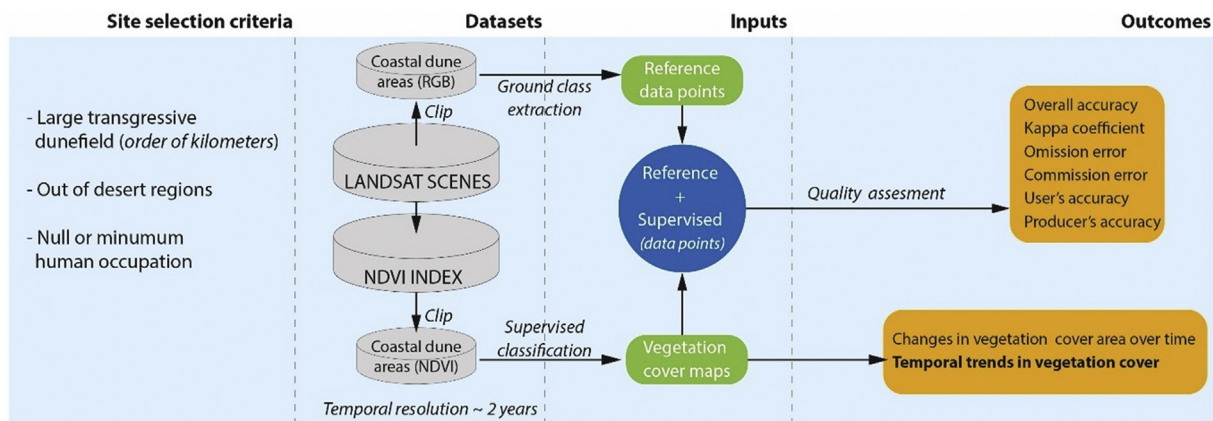 Site selection criteria
Datasets
Inputs
Outcomes
- Large transgressive
dunefield (order of kilometers)
- Out of desert regions
- Null or minumum
human occupation
Coastal dune
areas (RGB)
Clip
LANDSAT SCENES
NDVI INDEX
Clip
Coastal dune
areas (NDVI)
Temporal resolution ~ 2 years
Ground class
extraction
Supervised
classification
Reference
data points
Reference
+
Supervised
(data points)
Vegetation
cover maps
Quality assesment
Overall accuracy
Kappa coefficient
Omission error
Commission error
User's accuracy
Producer's accuracy
Changes in vegetation cover area over time
Temporal trends in vegetation cover